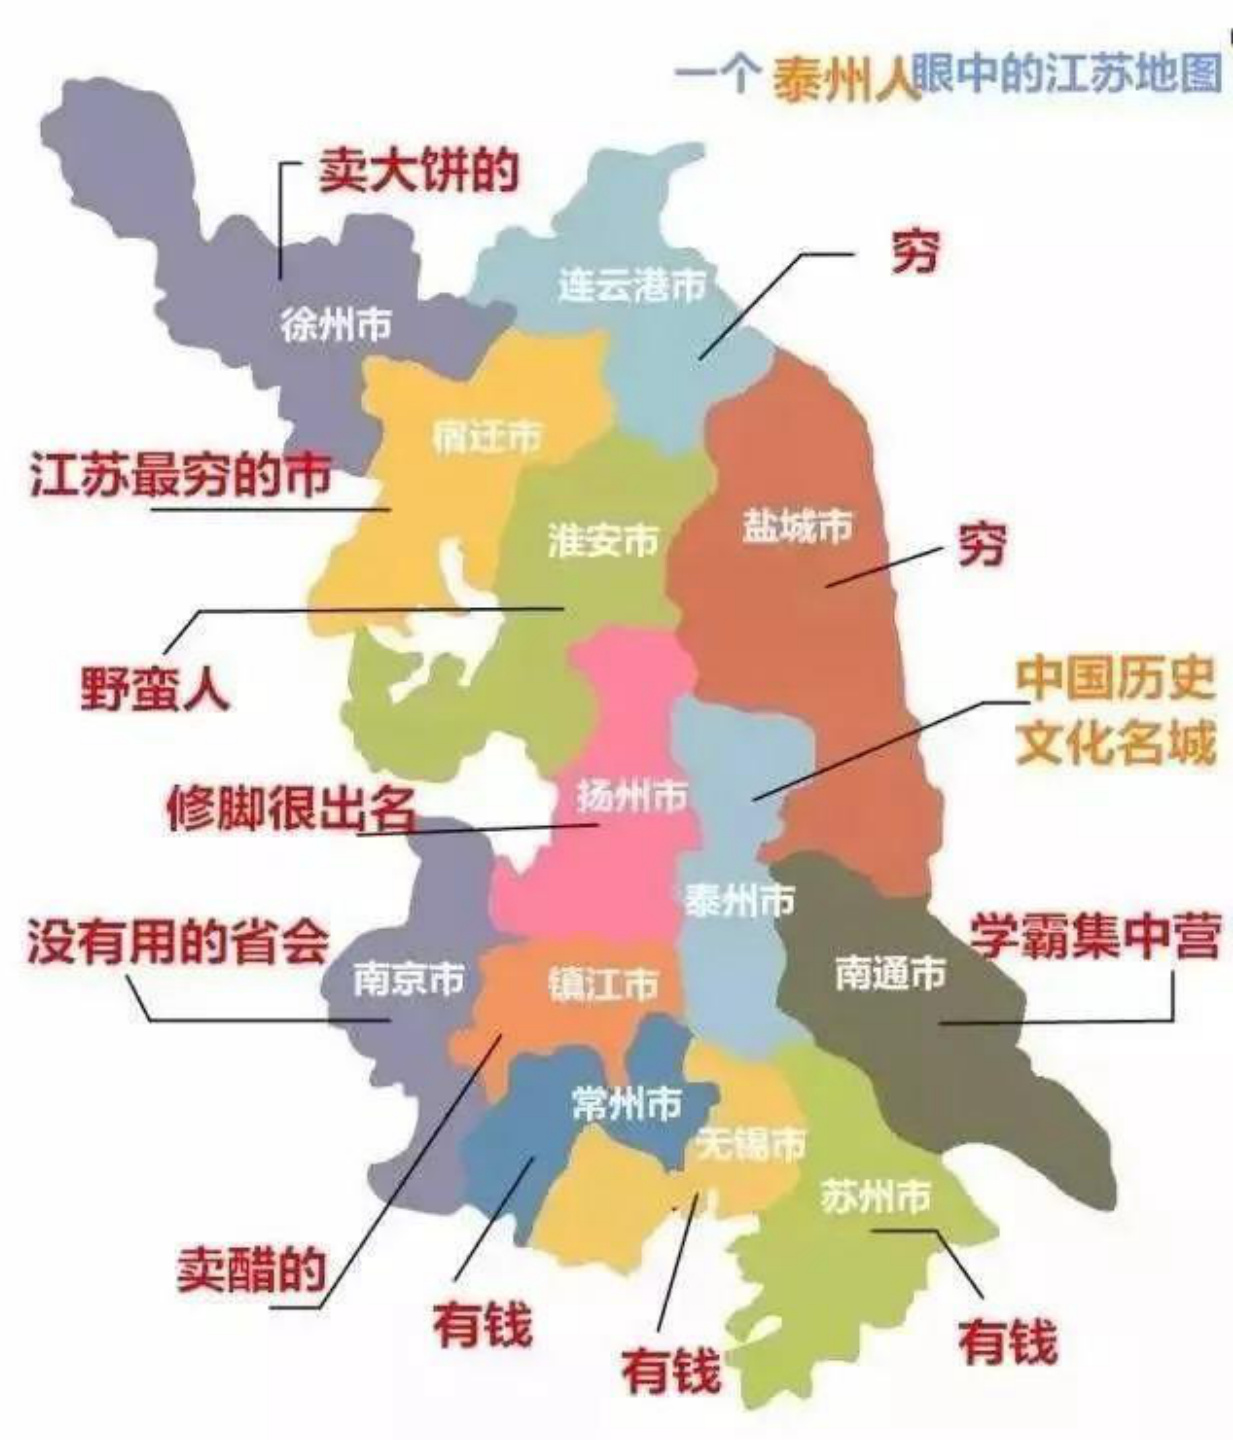 一个 泰州人眼中的江苏地图
卖大饼的
穷
连云港市
徐州市
宿迁市
江苏最穷的市
淮安市
盐城市
穷
野蛮人
中国历史
文化名城
扬州市
修脚很出名
泰州市
没有用的省会
学霸集中营
南京市
镇江市
南通市
常州市
无锡市
苏州市
卖醋的
有钱
有钱
有钱